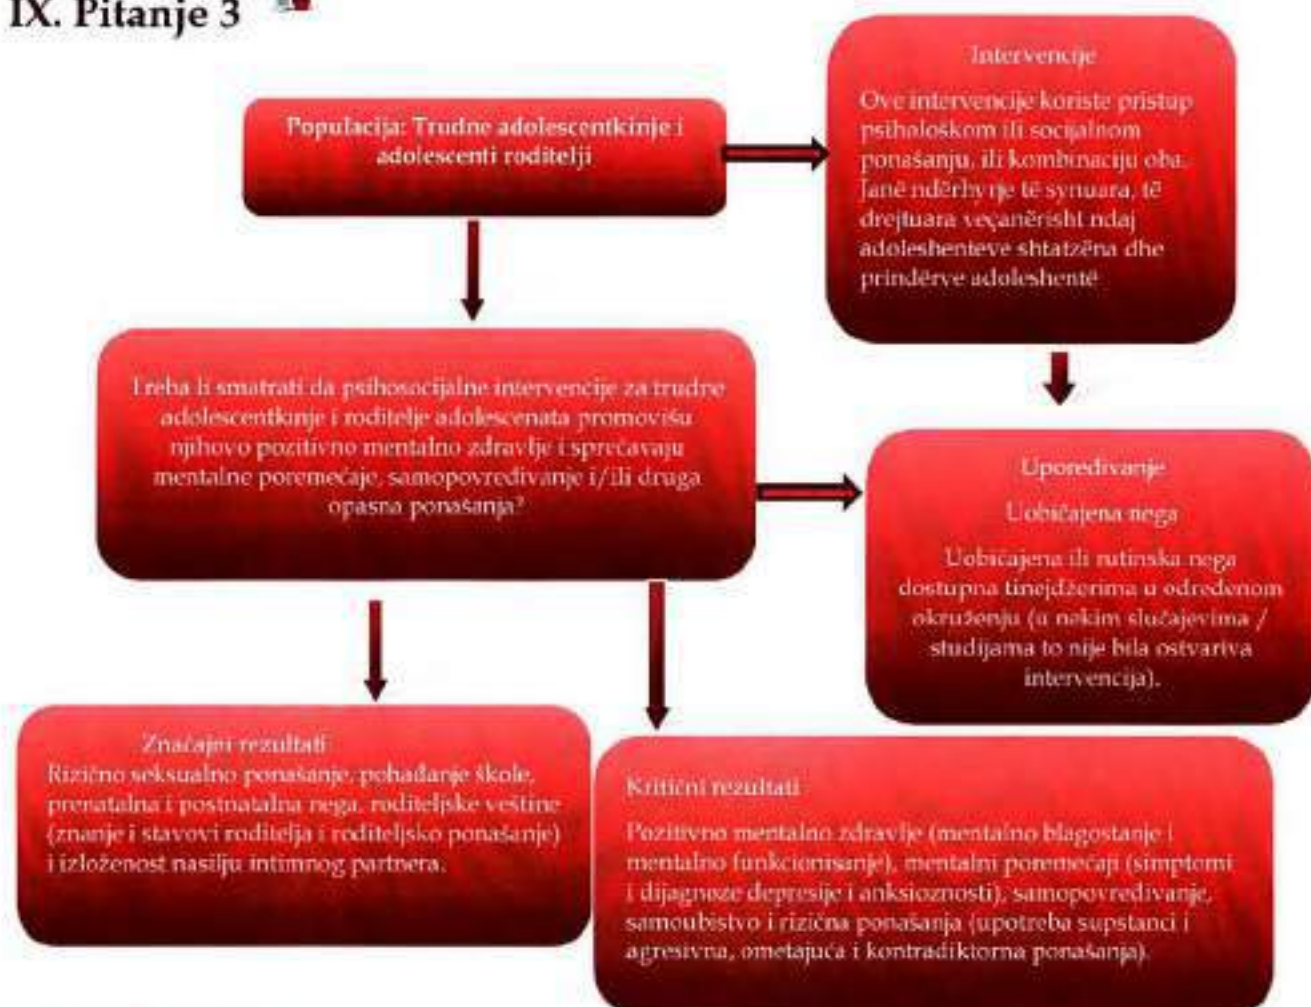 IX. Pitanje 3
Populacija: Trudne adolescentkinje i
adolescenti roditelji
Intervencije
Ove intervencije koriste pristup
psihološkom ili socijalnom
ponašanju, ili kombinaciju oba.
Janë ndërhyrje të synuara, të
drejtuara veçanërisht ndaj
adoleshenteve shtatzëna dhe
prindërve adoleshentë
Treba li smatrati da psihosocijalne intervencije za trudne
adolescentkinje i roditelje adolescenata promovišu
njihovo pozitivno mentalno zdravlje i sprečavaju
mentalne poremećaje, samopovređivanje i/ili druga
opasna ponašanja?
Upoređivanje
Uobičajena nega
Uobičajena ili rutinska nega
dostupna tinejdžerima u određenom
okruženju (u nekim slučajevima /
studijama to nije bila ostvariva
intervencija).
Značajni rezultati
Rizično seksualno ponašanje, pohađanje škole,
prenatalna i postnatalna nega, roditeljske veštine
(znanje i stavovi roditelja i roditeljsko ponašanje)
i izloženost nasilju intimnog partnera.
Kritični rezultati
Pozitivno mentalno zdravlje (mentalno blagostanje i
mentalno funkcionisanje), mentalni poremećaji (simptomi
i dijagnoze depresije i anksioznosti), samopovređivanje,
samoubistvo i rizična ponašanja (upotreba supstanci i
agresivna, ometajuća i kontradiktorna ponašanja).